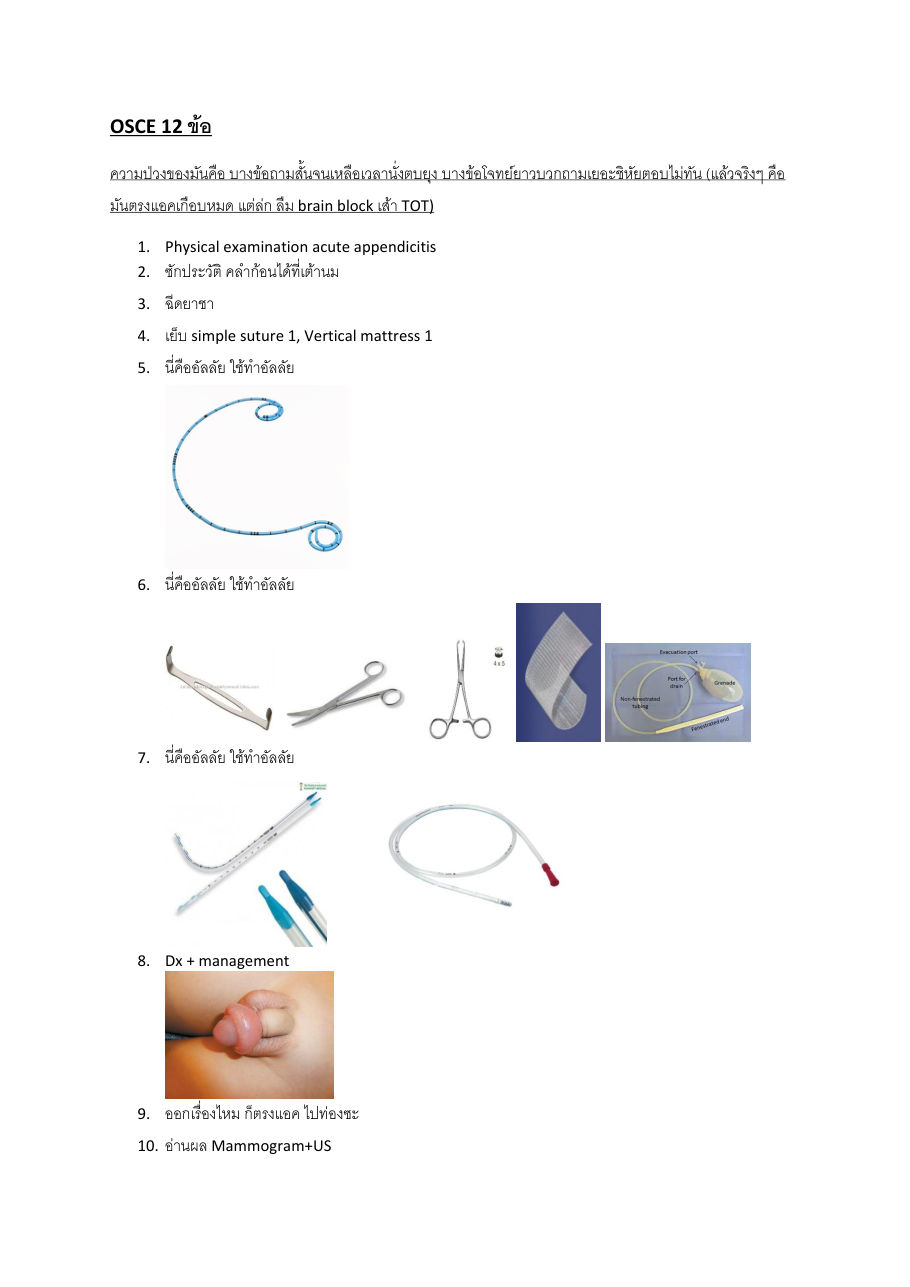 OSCE 12 ข้อ
ความป่วงของมันคือ บางข้อถามสั้นจนเหลือเวลานั่งตบยุง บางข้อโจทย์ยาวบวกถามเยอะชิหัยตอบไม่ทัน (แล้วจริงๆ คือ
มันตรงแอคเกือบหมด แต่ล่ก ลืม brain block เส้า TOT)
1. Physical examination acute appendicitis
2. ซักประวัติ คลำก้อนได้ที่เต้านม
3. ฉีดยาชา
4. เย็บ simple suture 1, Vertical mattress 1
5. นี่คืออัลลัย ใช้ทำอัลลัย
6. นี่คืออัลลัย ใช้ทำอัลลัย
4 x 5
Evacuation port
Port for
drain
Grenade
Non-fenestrated
tubing
Fenestrated end
7. นี่คืออัลลัย ใช้ทำอัลลัย
8. Dx + management
9. ออกเรื่องไหม ก็ตรงแอค ไปท่องซะ
10. อ่านผล Mammogram+US